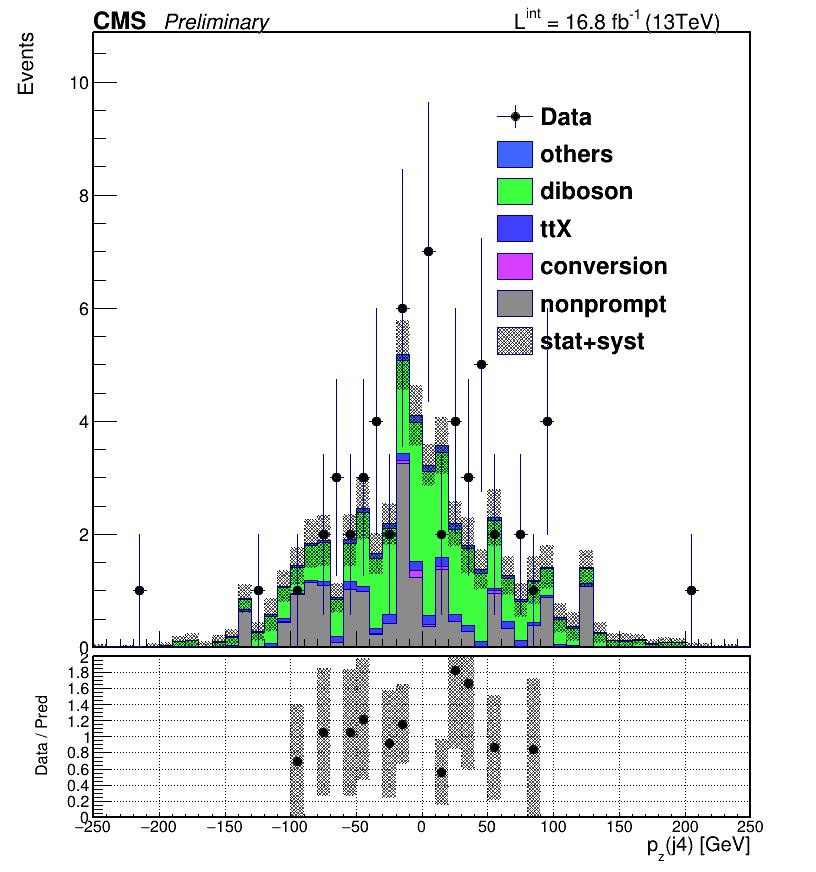 CMS Preliminary L^int = 16.8 fb^-1 (13TeV)
Events
10
8
6
4
2
0
Data
others
diboson
ttX
conversion
nonprompt
stat+syst
Data / Pred
2
1.8
1.6
1.4
1.2
1
0.8
0.6
0.4
0.2
0
−250 −200 −150 −100 −50 0 50 100 150 200 250
p_z(j4) [GeV]